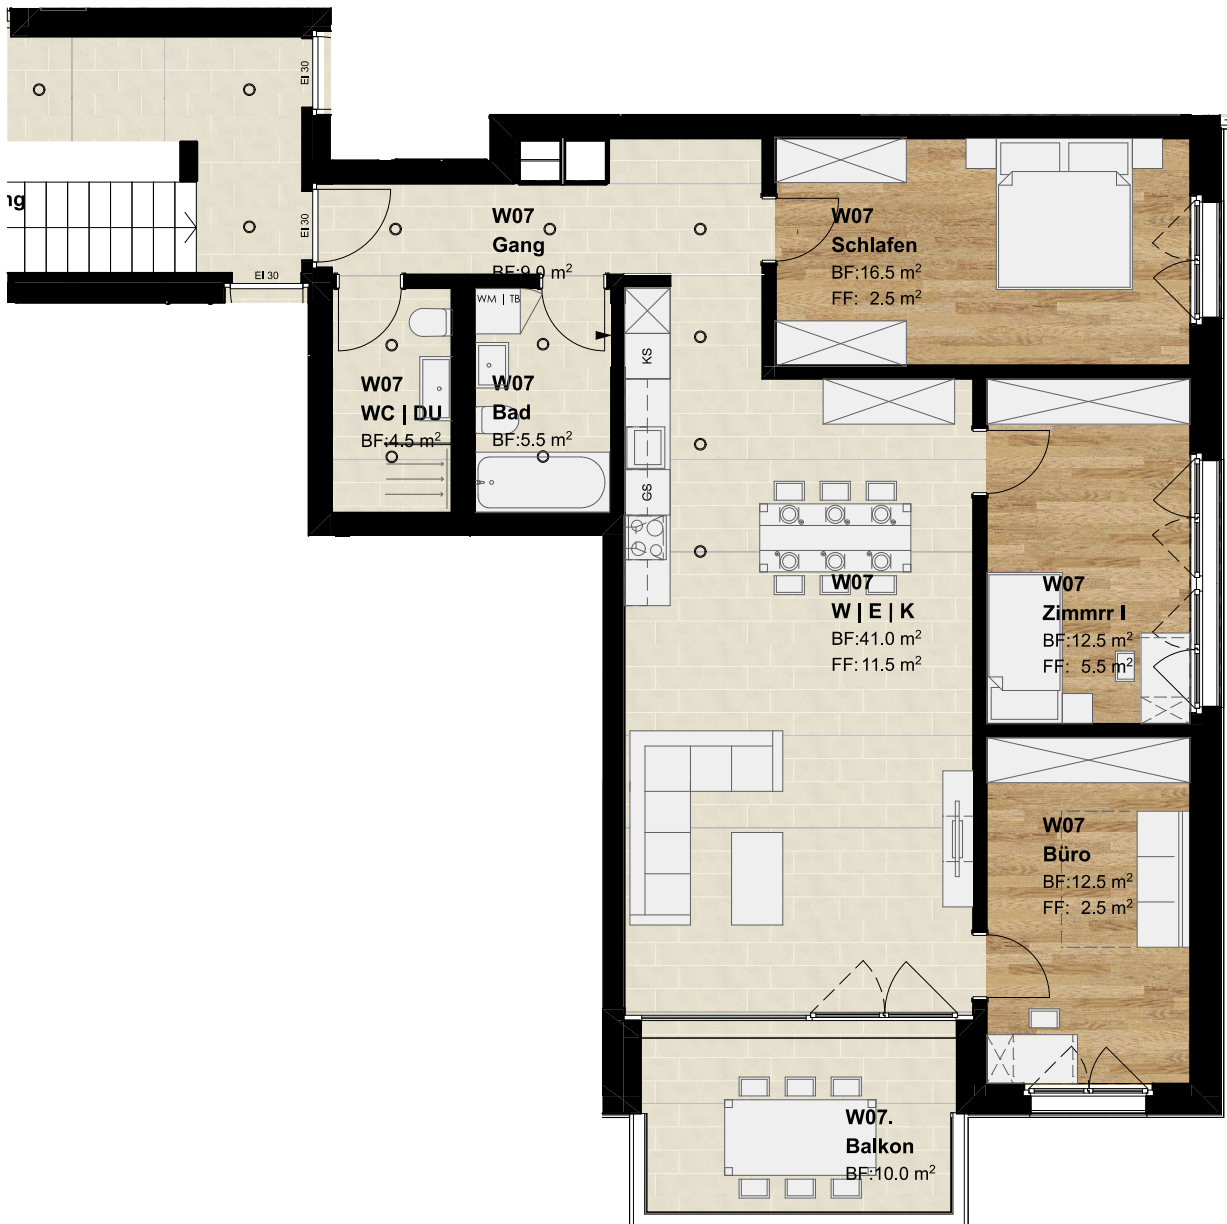 EI 30
ng
EI 30
EI 30
W07
Gang
BF:9.0 m²
W07
Schlafen
BF:16.5 m²
FF: 2.5 m²
WM | TB
KS
W07
WC | DU
BF:4.5 m²
W07
Bad
BF:5.5 m²
GS
W07
W | E | K
BF:41.0 m²
FF: 11.5 m²
W07
Zimmrr I
BF:12.5 m²
FF: 5.5 m²
W07
Büro
BF:12.5 m²
FF: 2.5 m²
W07.
Balkon
BF:10.0 m²